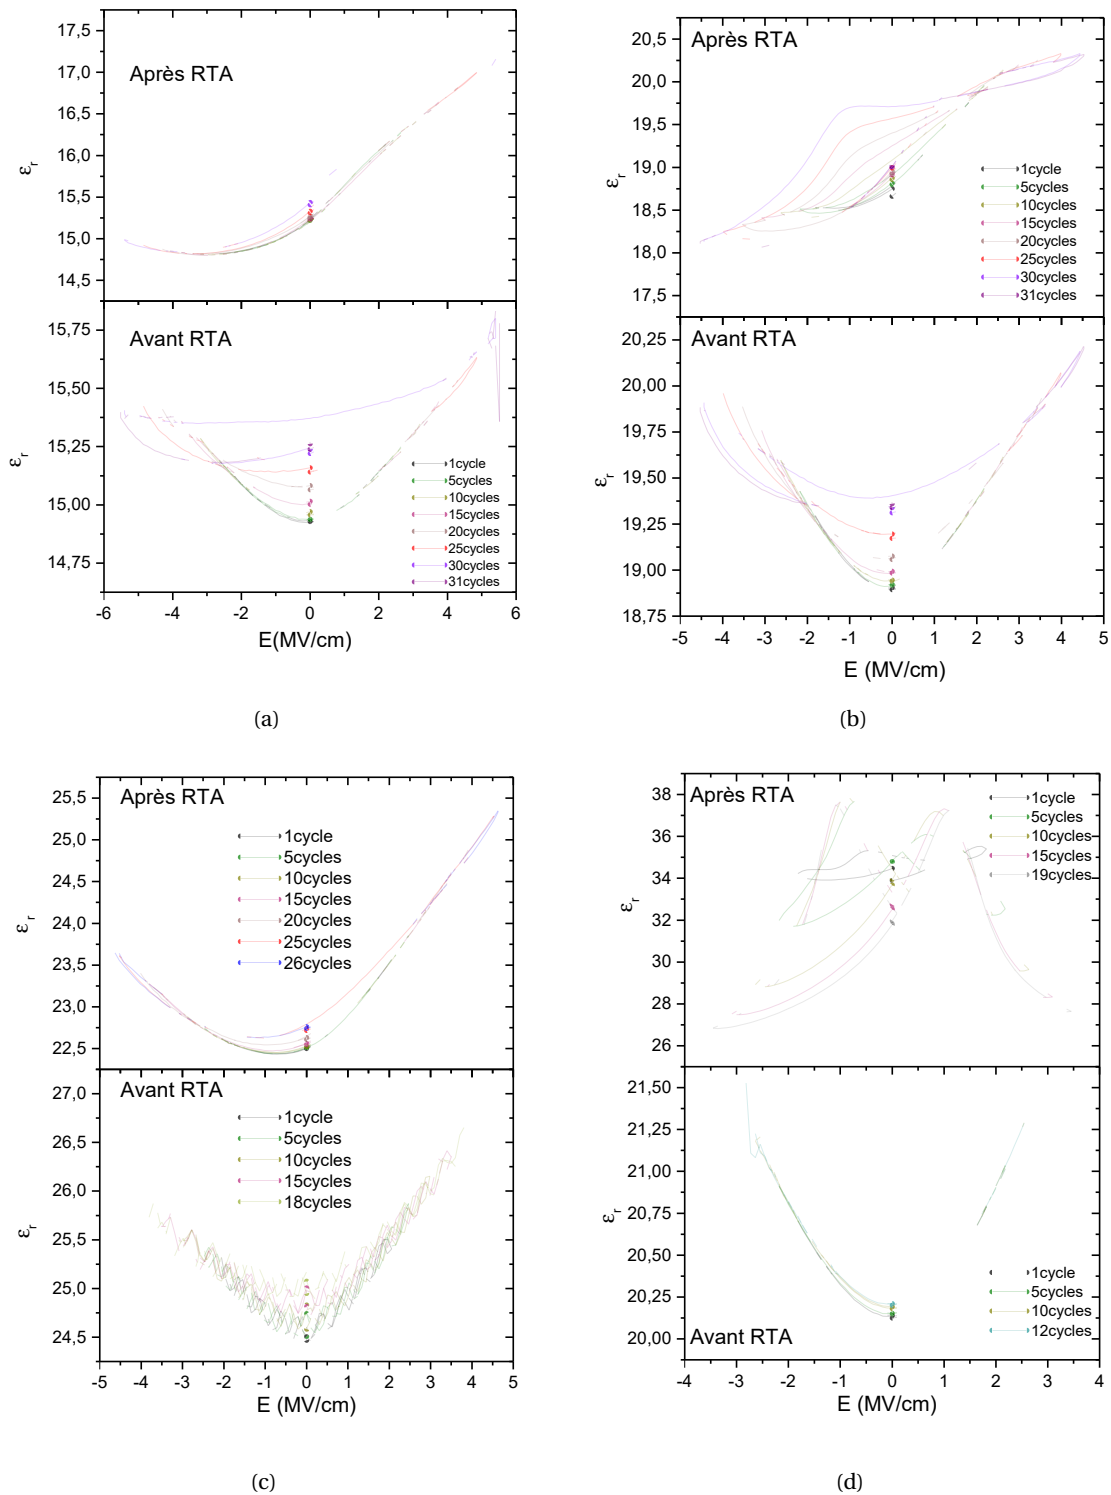 17,5
17,0
16,5
16,0
15,5
15,0
14,5
Après RTA
εr
15,75
15,50
15,25
15,00
14,75
Avant RTA
εr
1cycle
5cycles
10cycles
15cycles
20cycles
25cycles
30cycles
31cycles
-6 -4 -2 0 2 4 6
E(MV/cm)
(a)
20,5
20,0
19,5
19,0
18,5
18,0
17,5
Après RTA
εr
1cycle
5cycles
10cycles
15cycles
20cycles
25cycles
30cycles
31cycles
20,25
20,00
19,75
19,50
19,25
19,00
18,75
Avant RTA
εr
-5 -4 -3 -2 -1 0 1 2 3 4 5
E (MV/cm)
(b)
25,5
25,0
24,5
24,0
23,5
23,0
22,5
Après RTA
εr
1cycle
5cycles
10cycles
15cycles
20cycles
25cycles
26cycles
27,0
26,5
26,0
25,5
25,0
24,5
Avant RTA
εr
1cycle
5cycles
10cycles
15cycles
18cycles
-5 -4 -3 -2 -1 0 1 2 3 4 5
E (MV/cm)
(c)
38
36
34
32
30
28
26
Après RTA
εr
1cycle
5cycles
10cycles
15cycles
19cycles
21,50
21,25
21,00
20,75
20,50
20,25
20,00
εr
1cycle
5cycles
10cycles
12cycles
Avant RTA
-4 -3 -2 -1 0 1 2 3 4
E (MV/cm)
(d)